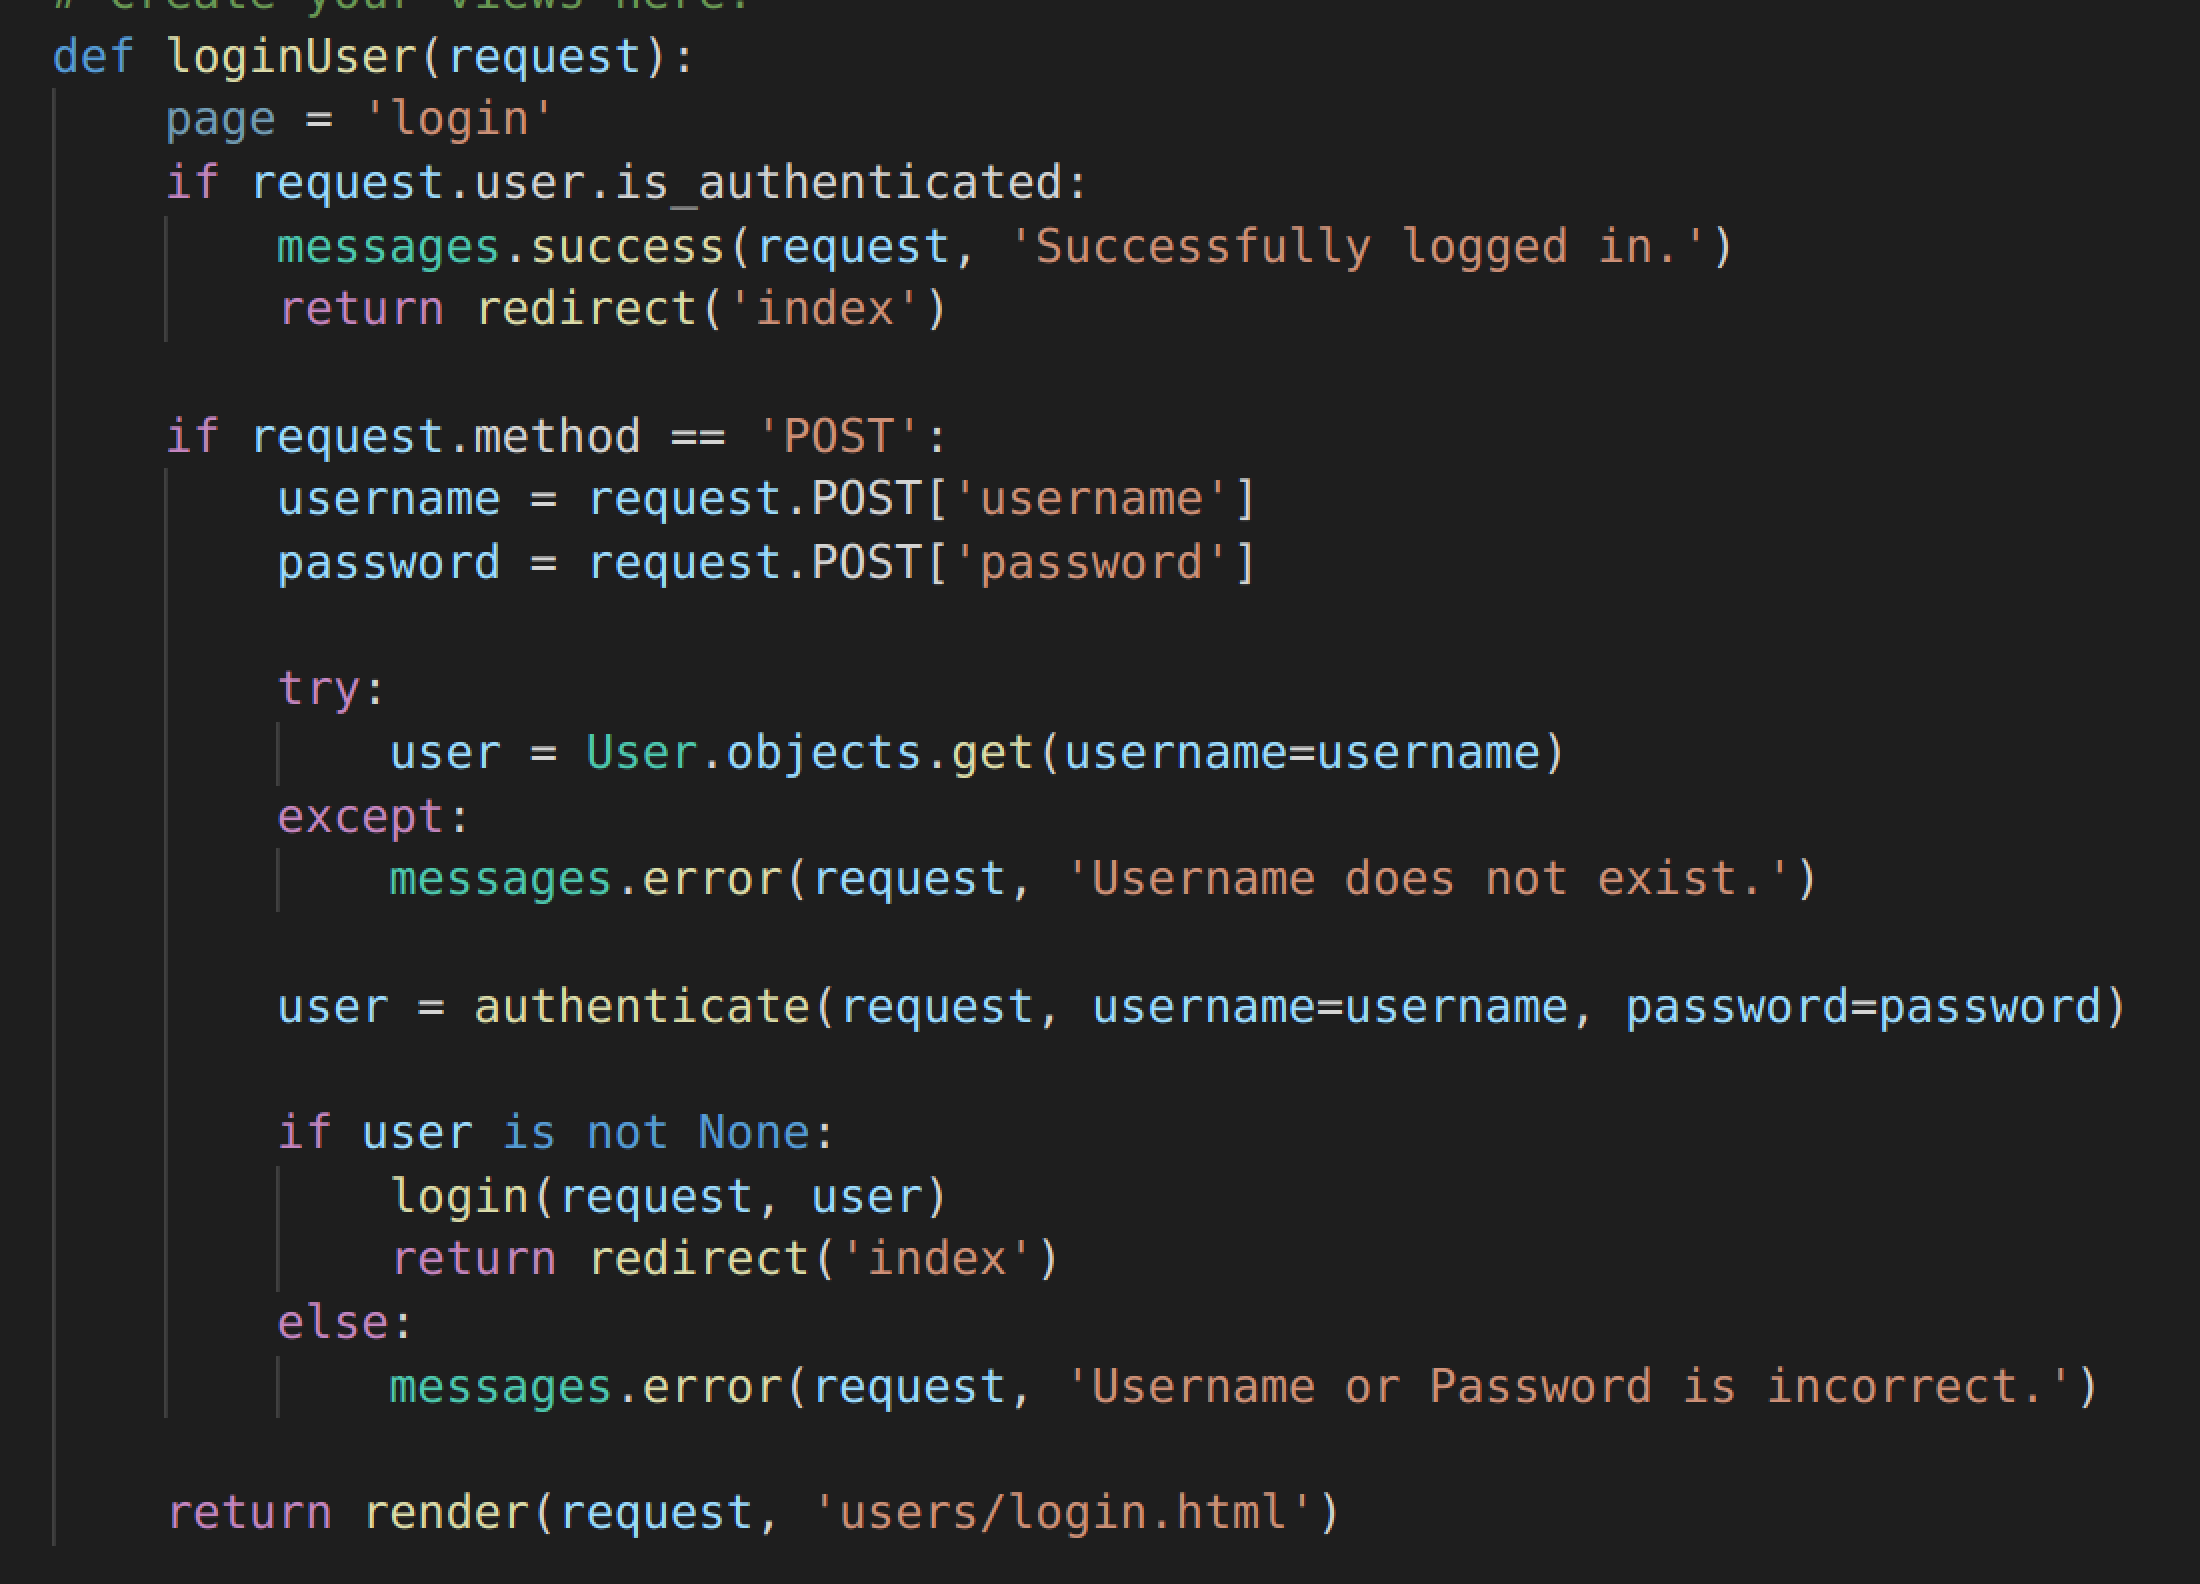 # Create your views here.
def loginUser(request):
    page = 'login'
    if request.user.is_authenticated:
        messages.success(request, 'Successfully logged in.')
        return redirect('index')

    if request.method == 'POST':
        username = request.POST['username']
        password = request.POST['password']

        try:
            user = User.objects.get(username=username)
        except:
            messages.error(request, 'Username does not exist.')

        user = authenticate(request, username=username, password=password)

        if user is not None:
            login(request, user)
            return redirect('index')
        else:
            messages.error(request, 'Username or Password is incorrect.')

    return render(request, 'users/login.html')